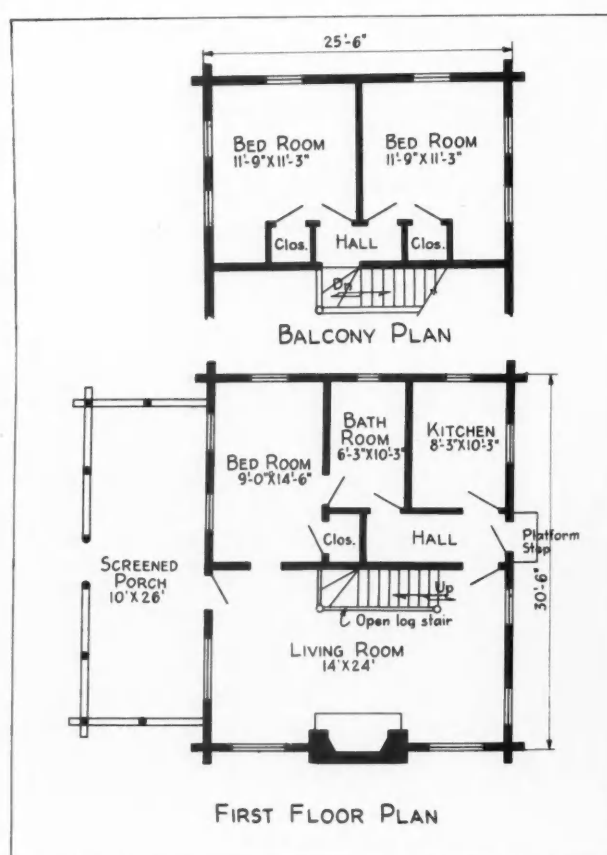 25'-6"
BED ROOM
11'-9"X11'-3"
BED ROOM
11'-9"X11'-3"
Clos.
HALL
Clos.
Dn
BALCONY PLAN
BED ROOM
9'-0"X14'-6"
BATH
ROOM
6'-3"X10'-3"
KITCHEN
8'-3"X10'-3"
Clos.
HALL
Platform
Step
30'-6"
SCREENED
PORCH
10'X26'
Up
Open log stair
LIVING ROOM
14'X24'
FIRST FLOOR PLAN